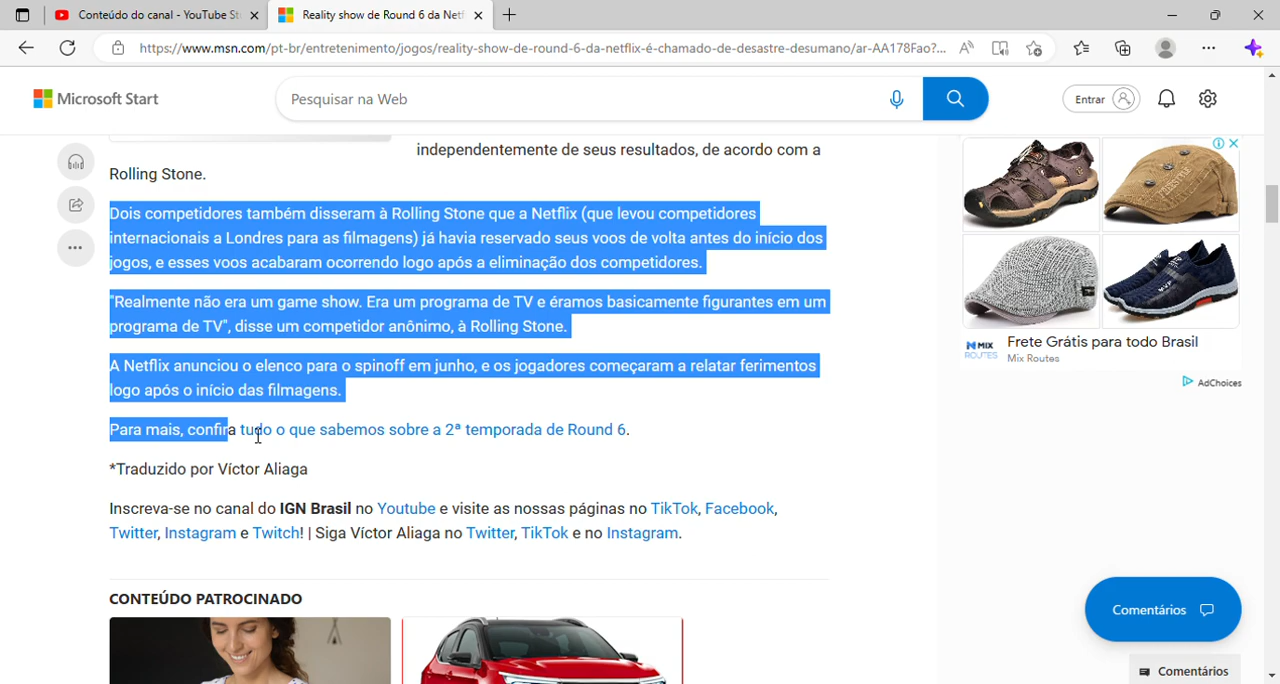 Conteúdo do canal - YouTube St
Reality show de Round 6 da Netf
https://www.msn.com/pt-br/entretenimento/jogos/reality-show-de-round-6-da-netflix-é-chamado-de-desastre-desumano/ar-AA178Fao?...
Microsoft Start
Pesquisar na Web
Entrar
independentemente de seus resultados, de acordo com a
Rolling Stone.
Dois competidores também disseram à Rolling Stone que a Netflix (que levou competidores
internacionais a Londres para as filmagens) já havia reservado seus voos de volta antes do início dos
jogos, e esses voos acabaram ocorrendo logo após a eliminação dos competidores.
"Realmente não era um game show. Era um programa de TV e éramos basicamente figurantes em um
programa de TV", disse um competidor anônimo, à Rolling Stone.
A Netflix anunciou o elenco para o spinoff em junho, e os jogadores começaram a relatar ferimentos
logo após o início das filmagens.
Para mais, confira tudo o que sabemos sobre a 2ª temporada de Round 6.
*Traduzido por Víctor Aliaga
Inscreva-se no canal do IGN Brasil no Youtube e visite as nossas páginas no TikTok, Facebook,
Twitter, Instagram e Twitch! | Siga Víctor Aliaga no Twitter, TikTok e no Instagram.
CONTEÚDO PATROCINADO
MIX
ROUTES
Frete Grátis para todo Brasil
Mix Routes
AdChoices
Comentários
Comentários